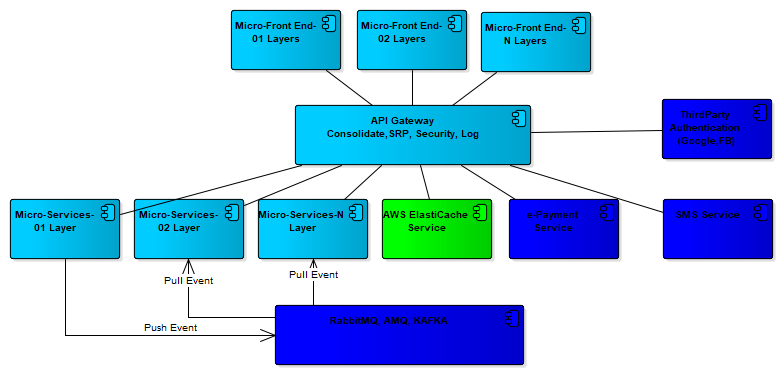 Micro-Front End-
01 Layers
Micro-Front End-
02 Layers
Micro-Front End-
N Layers
API Gateway
Consolidate,SRP, Security, Log
ThirdParty
Authentication
(Google FB)
Micro-Services-
01 Layer
Micro-Services-
02 Layer
Micro-Services-N
Layer
AWS ElastiCache
Service
e-Payment
Service
SMS Service
Pull Event
Pull Event
Push Event
RabbitMQ, AMQ, KAFKA